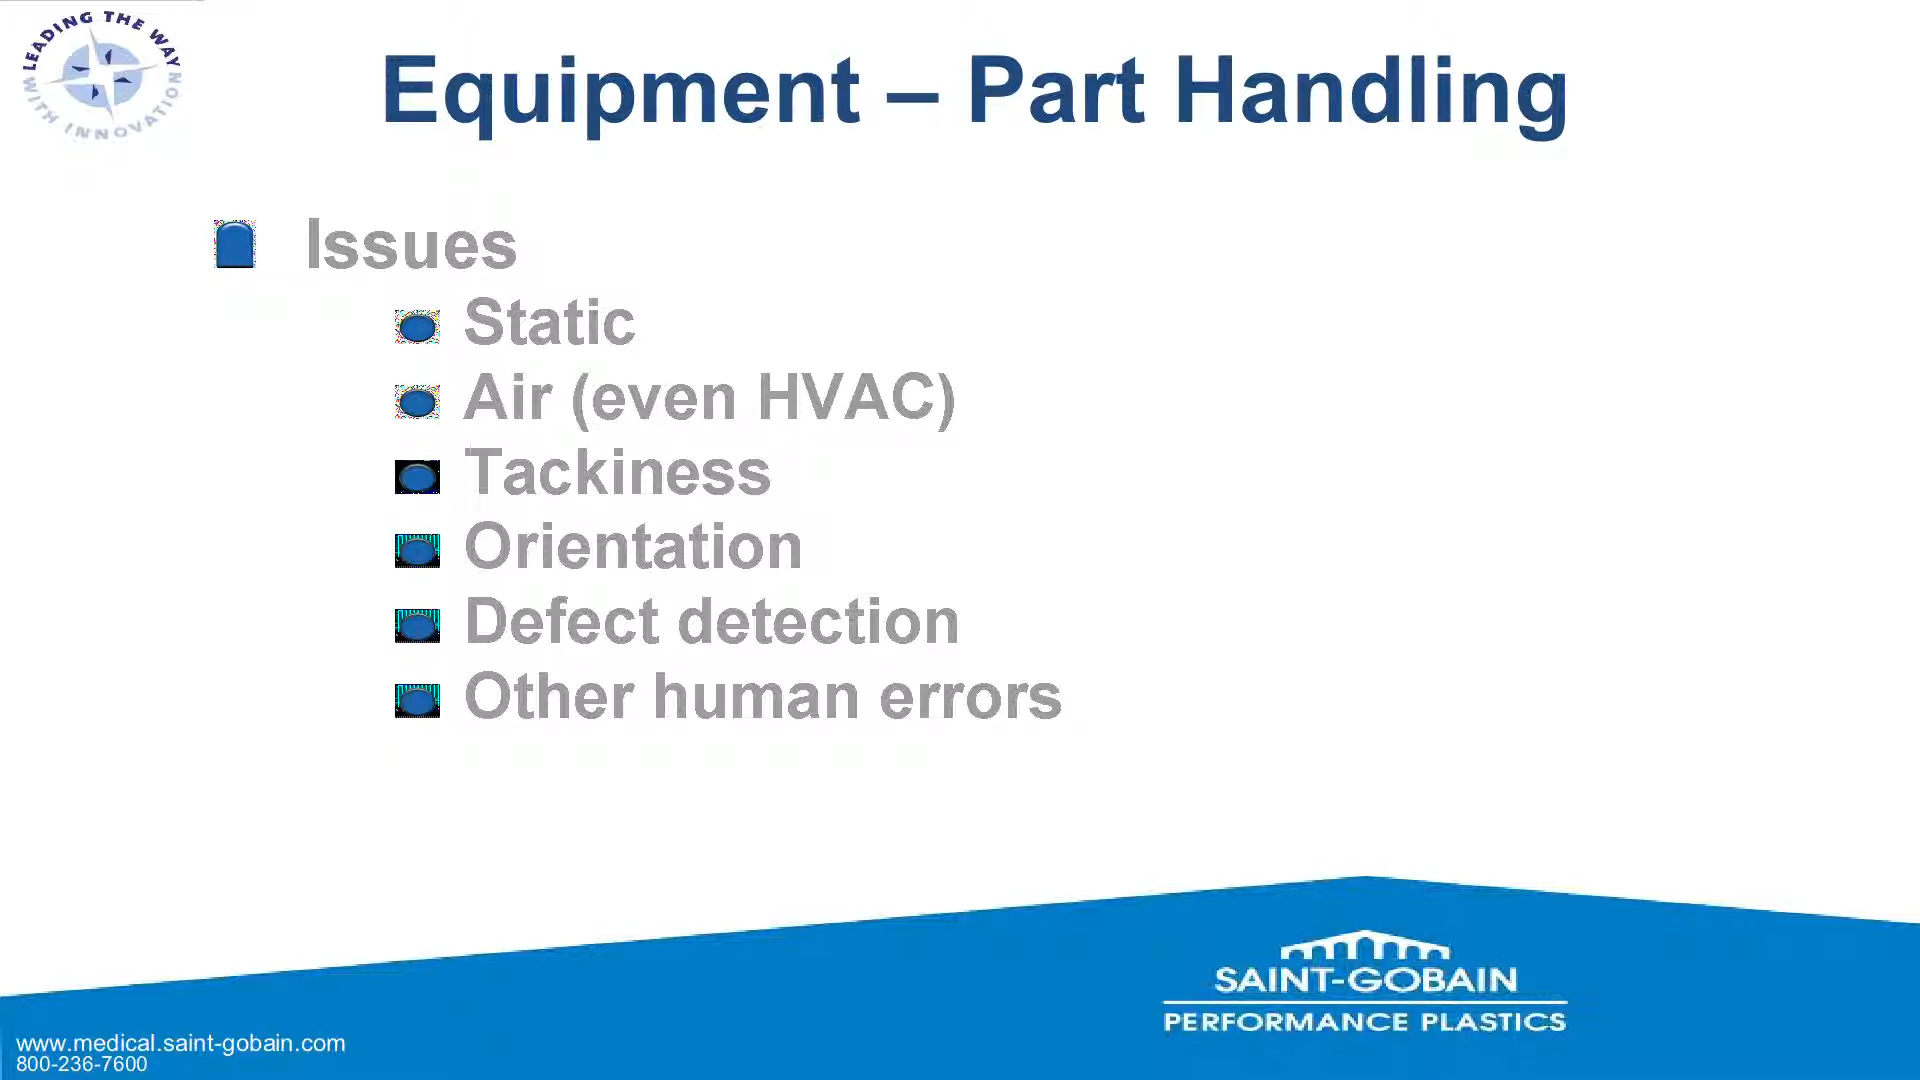 LEADING THE WAY
WITH INNOVATION
Equipment – Part Handling
Issues
Static
Air (even HVAC)
Tackiness
Orientation
Defect detection
Other human errors
SAINT-GOBAIN
PERFORMANCE PLASTICS
www.medical.saint-gobain.com
800-236-7600